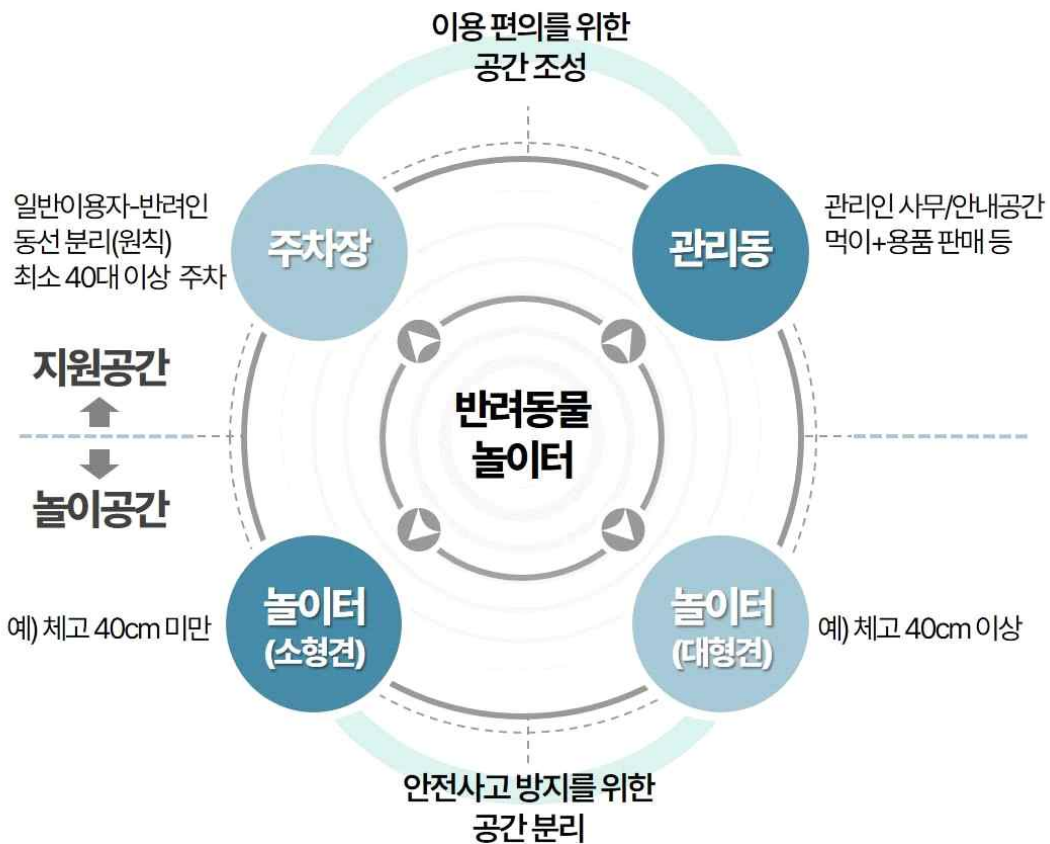 이용 편의를 위한
공간 조성
일반이용자-반려인
동선 분리(원칙)
최소 40대 이상 주차
주차장
관리동
관리인 사무/안내공간
먹이+용품 판매 등
지원공간
반려동물
놀이터
놀이공간
예) 체고 40cm 미만
놀이터
(소형견)
놀이터
(대형견)
예) 체고 40cm 이상
안전사고 방지를 위한
공간 분리